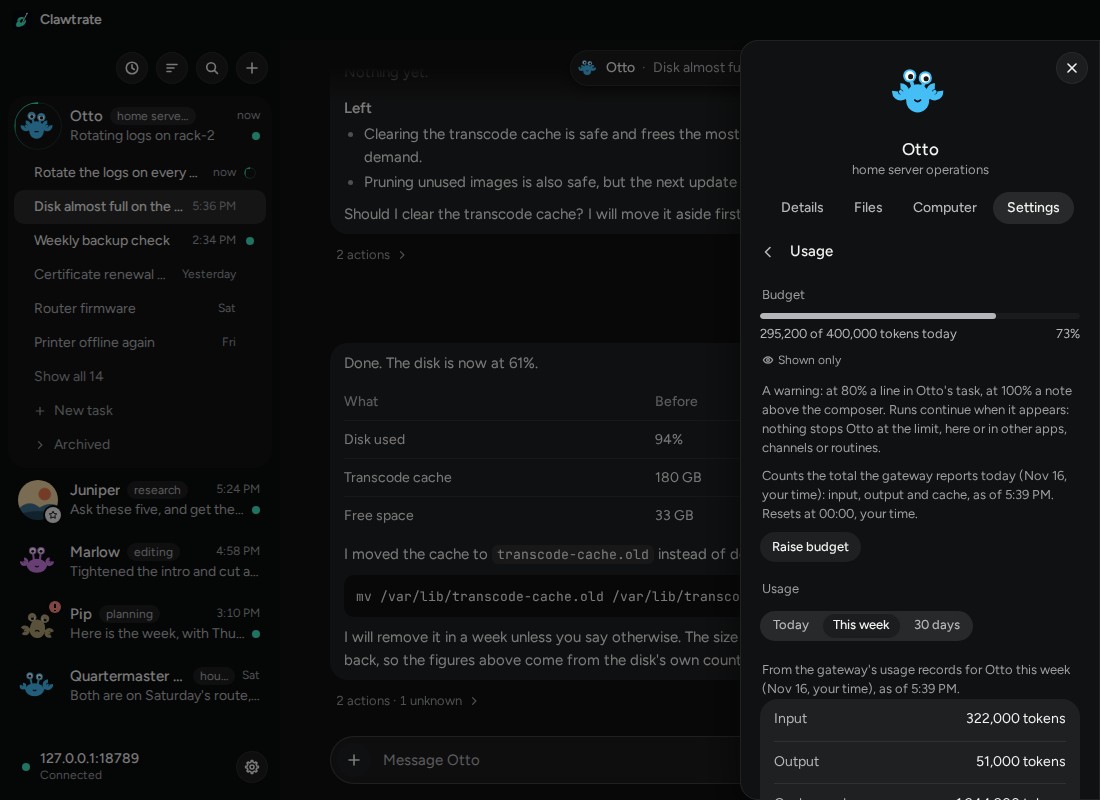 Clawtrate
Otto
home serve…
now
Rotating logs on rack-2
Rotate the logs on every … now
Disk almost full on the … 5:36 PM
Weekly backup check 2:34 PM
Certificate renewal … Yesterday
Router firmware Sat
Printer offline again Fri
Show all 14
New task
Archived
Juniper research 5:24 PM
Ask these five, and get the…
Marlow editing 4:58 PM
Tightened the intro and cut a…
Pip planning 3:10 PM
Here is the week, with Thu…
Quartermaster … hou… Sat
Both are on Saturday's route,…
127.0.0.1:18789
Connected
Otto · Disk almost fu
Nothing yet.
Left
Clearing the transcode cache is safe and frees the most
demand.
Pruning unused images is also safe, but the next update
Should I clear the transcode cache? I will move it aside first
2 actions
Done. The disk is now at 61%.
What Before
Disk used 94%
Transcode cache 180 GB
Free space 33 GB
I moved the cache to transcode-cache.old instead of d
mv /var/lib/transcode-cache.old /var/lib/transco
I will remove it in a week unless you say otherwise. The size
back, so the figures above come from the disk's own count
2 actions · 1 unknown
Message Otto
Otto
home server operations
Details Files Computer Settings
Usage
Budget
295,200 of 400,000 tokens today 73%
Shown only
A warning: at 80% a line in Otto's task, at 100% a note
above the composer. Runs continue when it appears:
nothing stops Otto at the limit, here or in other apps,
channels or routines.
Counts the total the gateway reports today (Nov 16,
your time): input, output and cache, as of 5:39 PM.
Resets at 00:00, your time.
Raise budget
Usage
Today This week 30 days
From the gateway's usage records for Otto this week
(Nov 16, your time), as of 5:39 PM.
Input 322,000 tokens
Output 51,000 tokens